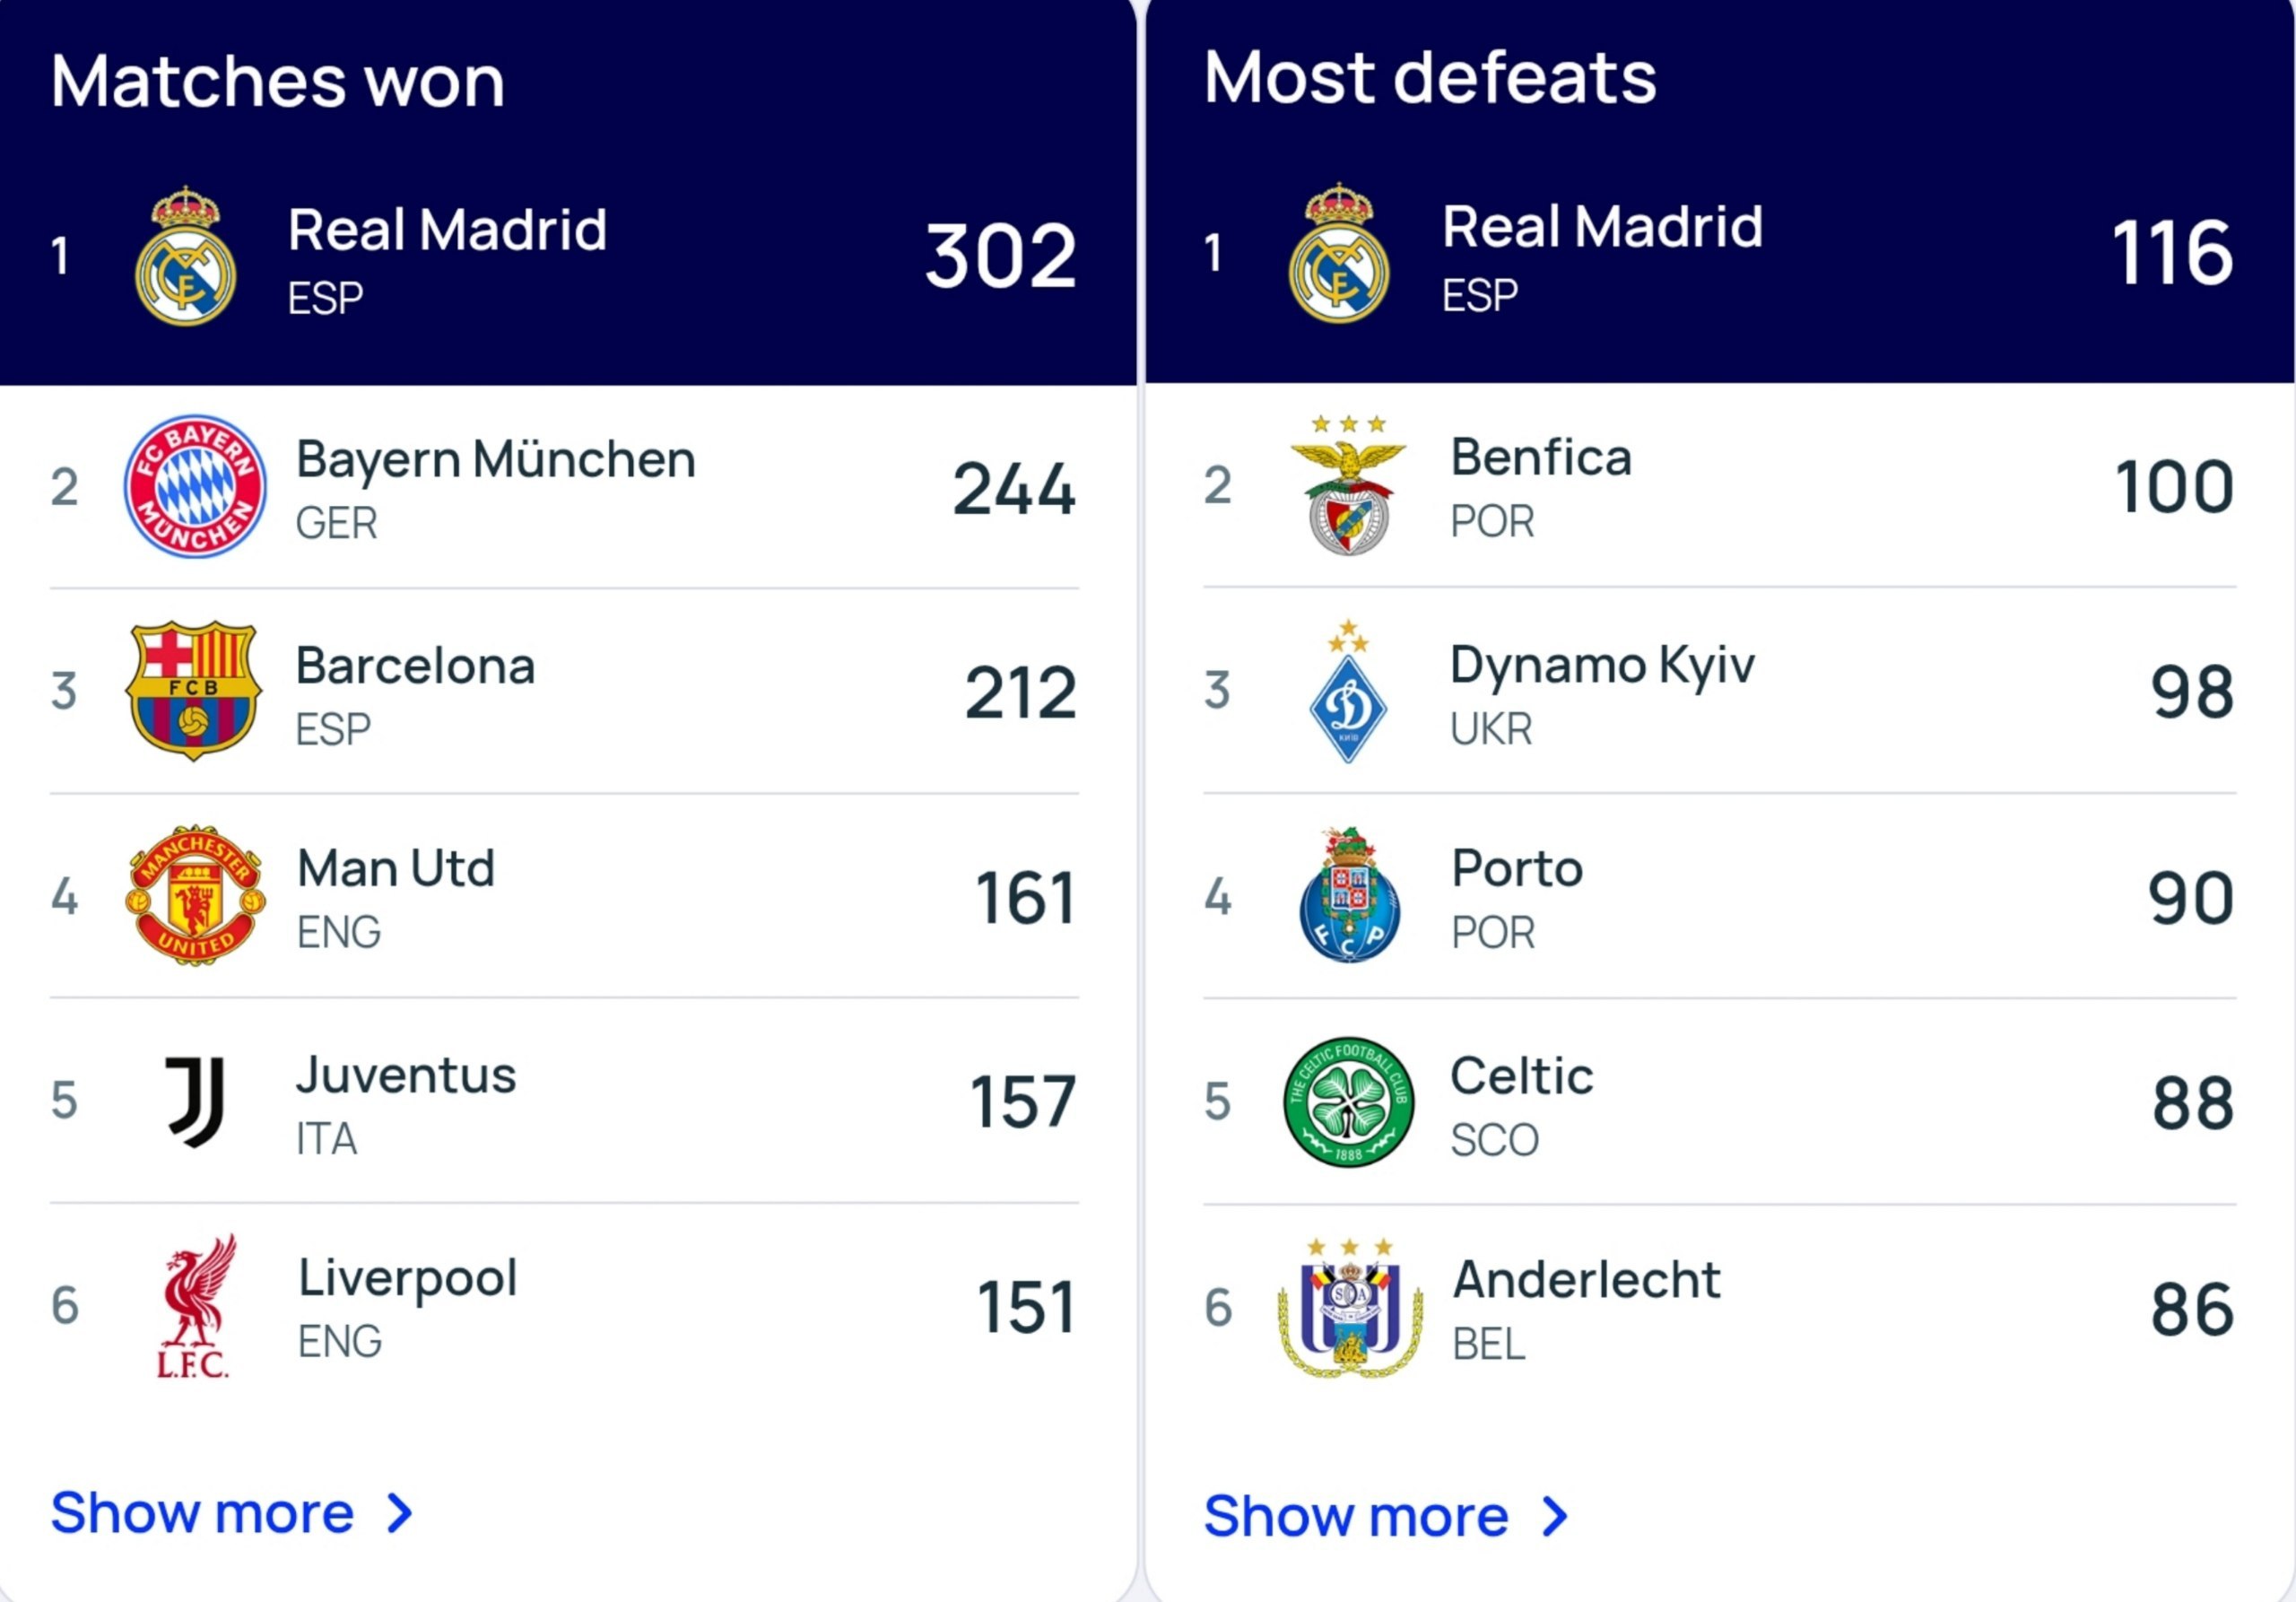 Matches won
1
Real Madrid
ESP
302
2
FC BAYERN
MÜNCHEN
Bayern München
GER
244
3
FCB
Barcelona
ESP
212
4
MANCHESTER
UNITED
Man Utd
ENG
161
5
Juventus
ITA
157
6
L.F.C.
Liverpool
ENG
151
Show more
Most defeats
1
Real Madrid
ESP
116
2
Benfica
POR
100
3
Dynamo Kyiv
UKR
98
4
F C P
Porto
POR
90
5
THE CELTIC FOOTBALL CLUB
1888
Celtic
SCO
88
6
Anderlecht
BEL
86
Show more